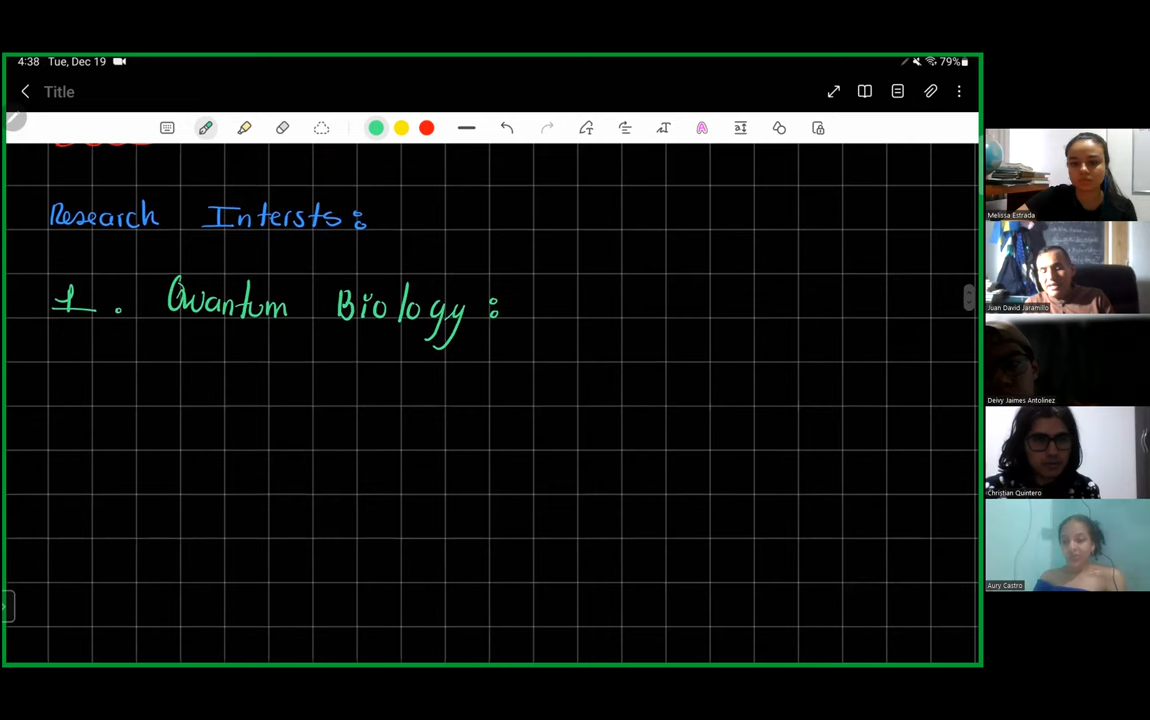 4:38 Tue, Dec 19 79%
Title
Research Intersts:
1. Quantum Biology:
Melissa Estrada
Juan David Jaramillo
Deivy Jaimes Antolinez
Christian Quintero
Aury Castro